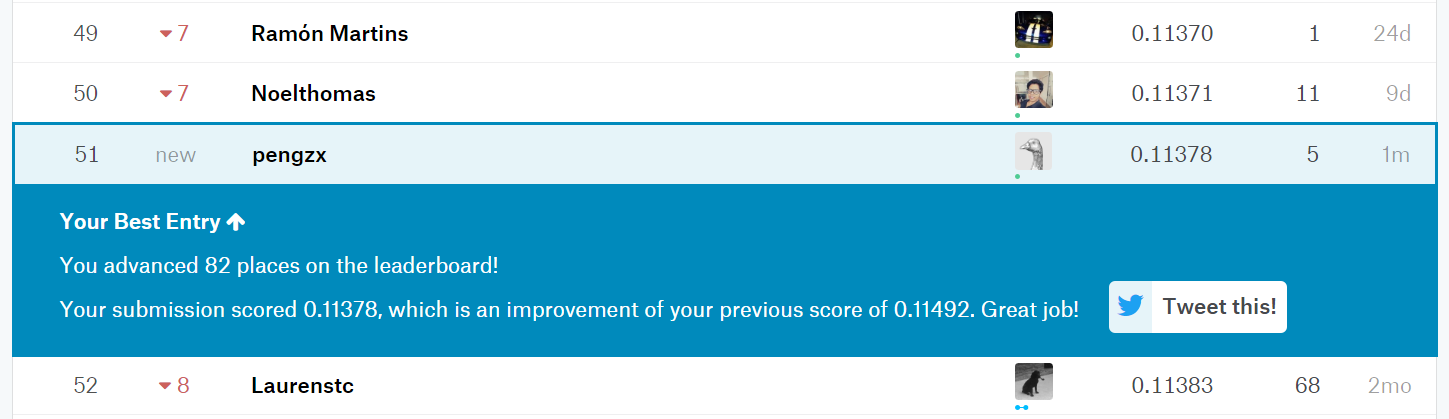 49 7 Ramón Martins 0.11370 1 24d
50 7 Noelthomas 0.11371 11 9d
51 new pengzx 0.11378 5 1m
Your Best Entry
You advanced 82 places on the leaderboard!
Your submission scored 0.11378, which is an improvement of your previous score of 0.11492. Great job! Tweet this!
52 8 Laurenstc 0.11383 68 2mo